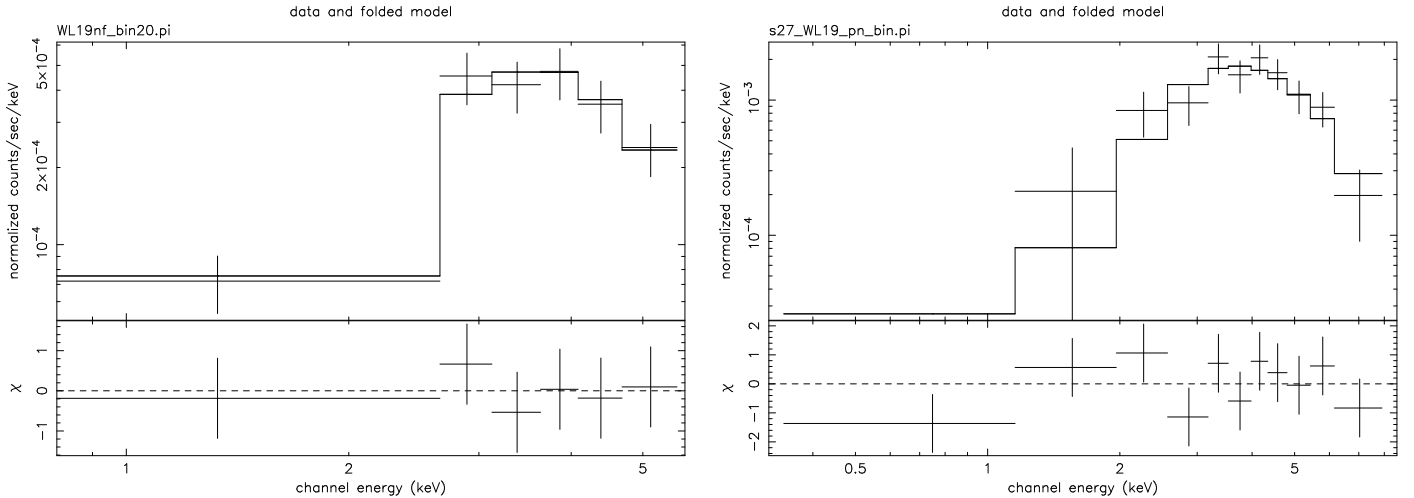 data and folded model
WL19nf_bin20.pi
normalized counts/sec/keV
5×10⁻⁴
2×10⁻⁴
10⁻⁴
χ
1
0
−1
1
2
5
channel energy (keV)
data and folded model
s27_WL19_pn_bin.pi
normalized counts/sec/keV
10⁻³
10⁻⁴
χ
2
1
0
−1
−2
0.5
1
2
5
channel energy (keV)